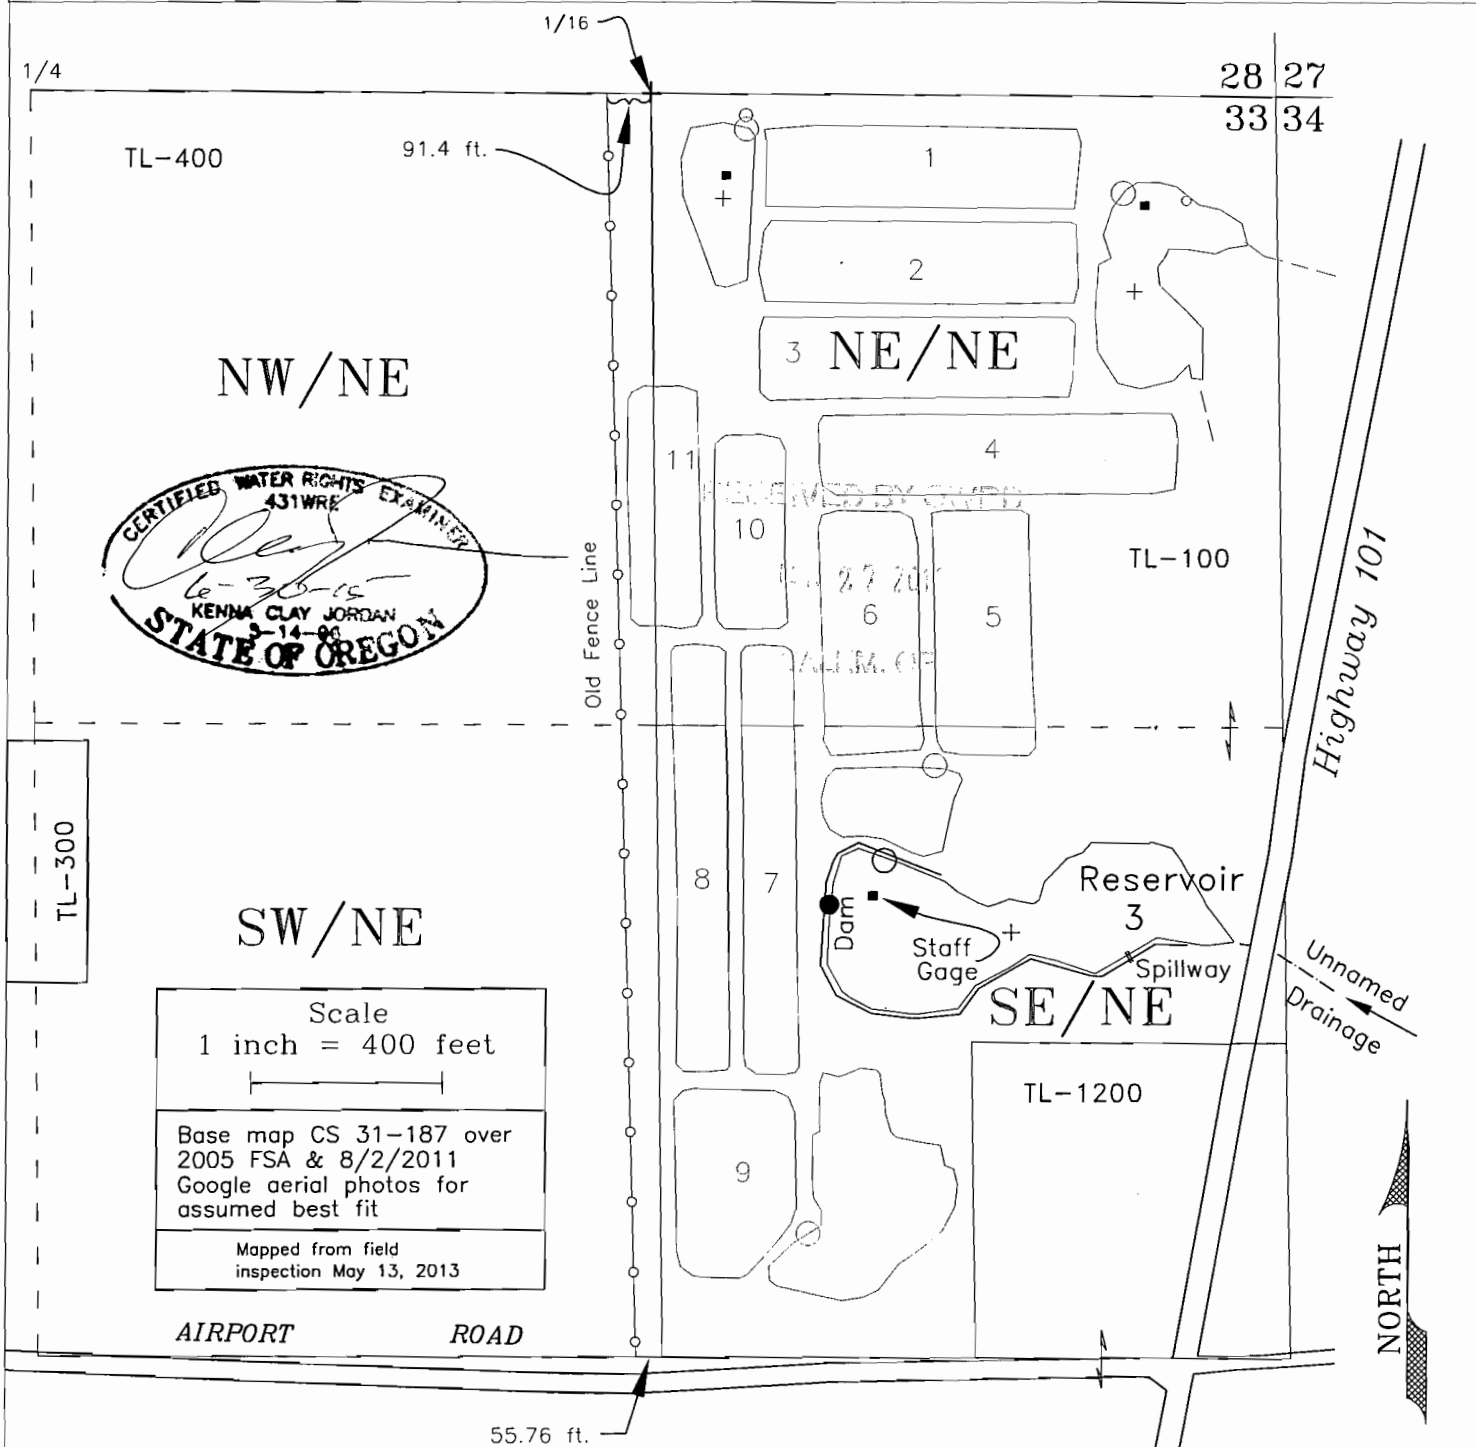 1/16
1/4
28 27
33 34
TL-400
91.4 ft.
1
2
3
NE/NE
NW/NE
4
11
10
CERTIFIED WATER RIGHTS EXAMINER
431WRE
6-30-15
KENNA CLAY JORDAN
STATE OF OREGON
Old Fence Line
TL-100
6
5
Highway 101
TL-300
8
7
Reservoir
3
Dam
Staff
Gage
Spillway
Unnamed
Drainage
SW/NE
SE/NE
Scale
1 inch = 400 feet
TL-1200
Base map CS 31-187 over
2005 FSA & 8/2/2011
Google aerial photos for
assumed best fit
9
Mapped from field
inspection May 13, 2013
NORTH
AIRPORT ROAD
55.76 ft.